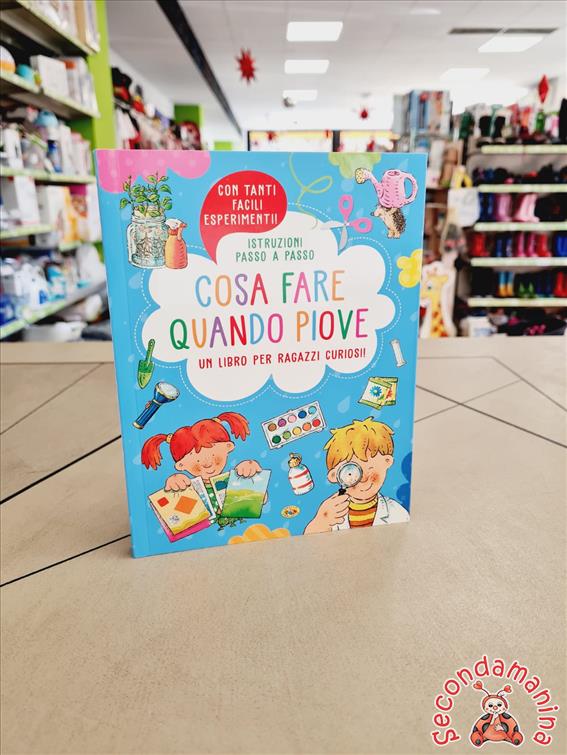 CON TANTI
FACILI
ESPERIMENTI!
ISTRUZIONI
PASSO A PASSO
COSA FARE
QUANDO PIOVE
UN LIBRO PER RAGAZZI CURIOSI!
Secondamanina